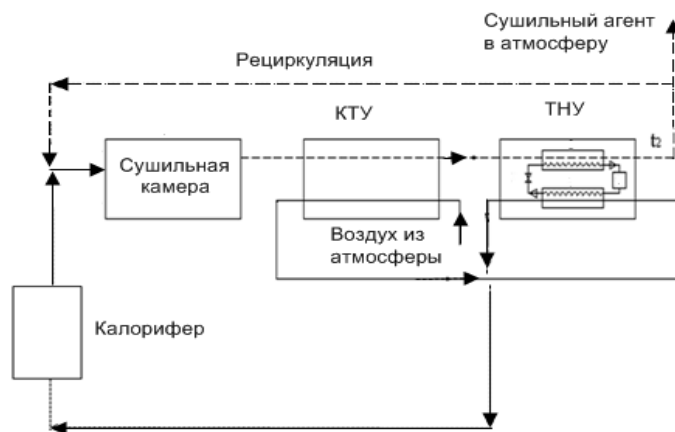 Сушильный агент
в атмосферу
Рециркуляция
КТУ
ТНУ
t₂
Сушильная
камера
Воздух из
атмосферы
Калорифер